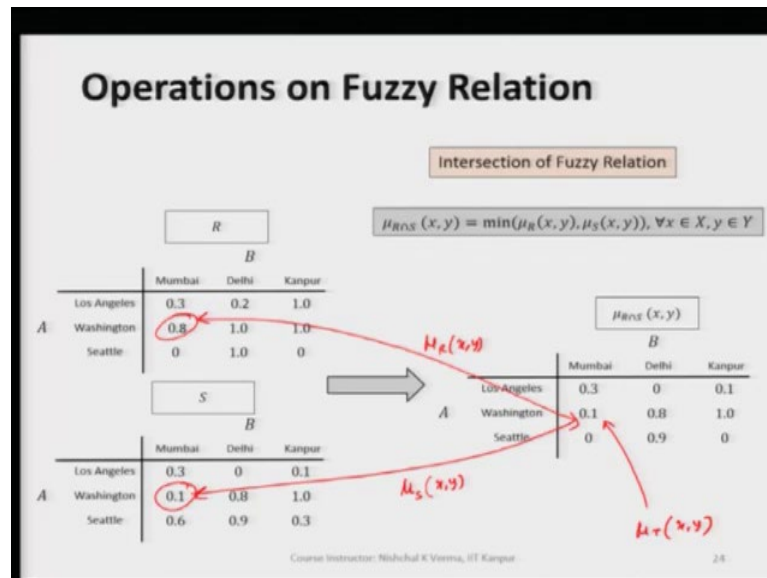 Operations on Fuzzy Relation
Intersection of Fuzzy Relation
μR∩S (x, y) = min(μR(x, y), μS(x, y)), ∀x ∈ X, y ∈ Y
R
B
Mumbai Delhi Kanpur
Los Angeles 0.3 0.2 1.0
A Washington 0.8 1.0 1.0
Seattle 0 1.0 0
μR(x,y)
S
B
Mumbai Delhi Kanpur
Los Angeles 0.3 0 0.1
A Washington 0.1 0.8 1.0
Seattle 0.6 0.9 0.3
μS(x,y)
μR∩S (x, y)
B
Mumbai Delhi Kanpur
Los Angeles 0.3 0 0.1
A Washington 0.1 0.8 1.0
Seattle 0 0.9 0
μT(x,y)
Course Instructor: Nishchal K Verma, IIT Kanpur
24